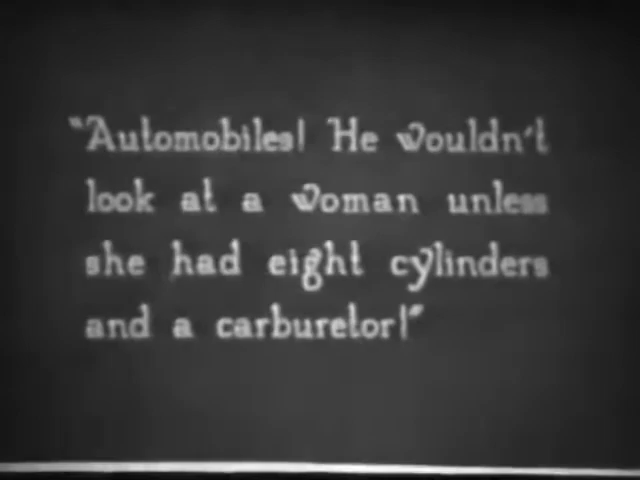 "Automobiles! He wouldn't
look at a woman unless
she had eight cylinders
and a carburetor!"